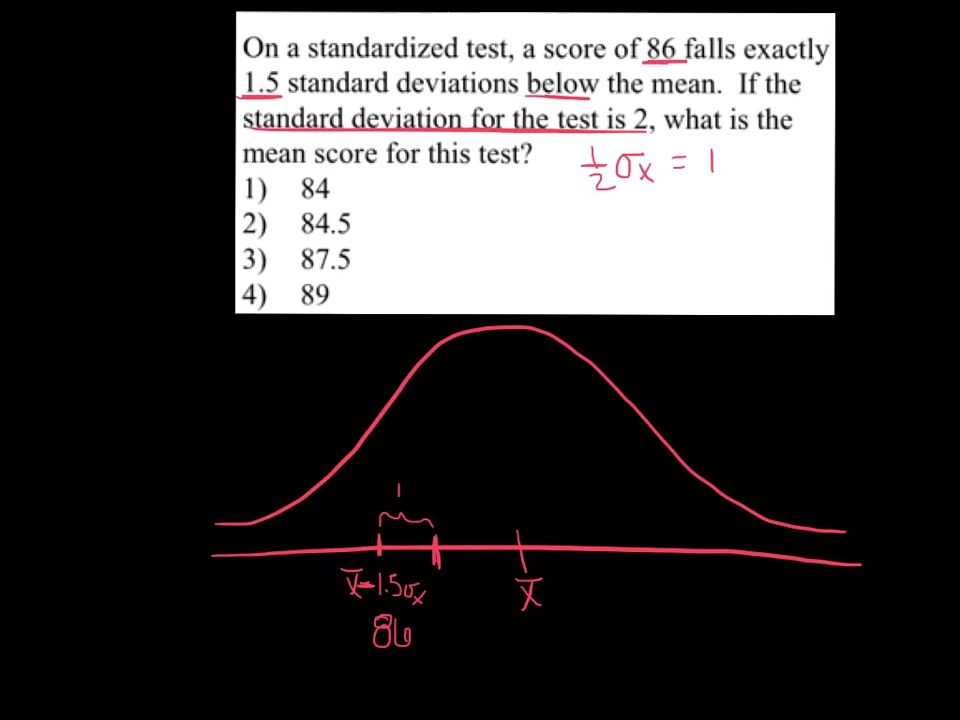 On a standardized test, a score of 86 falls exactly
1.5 standard deviations below the mean. If the
standard deviation for the test is 2, what is the
mean score for this test?
½σx = 1
1) 84
2) 84.5
3) 87.5
4) 89
1
x̄-1.5σx
x̄
86